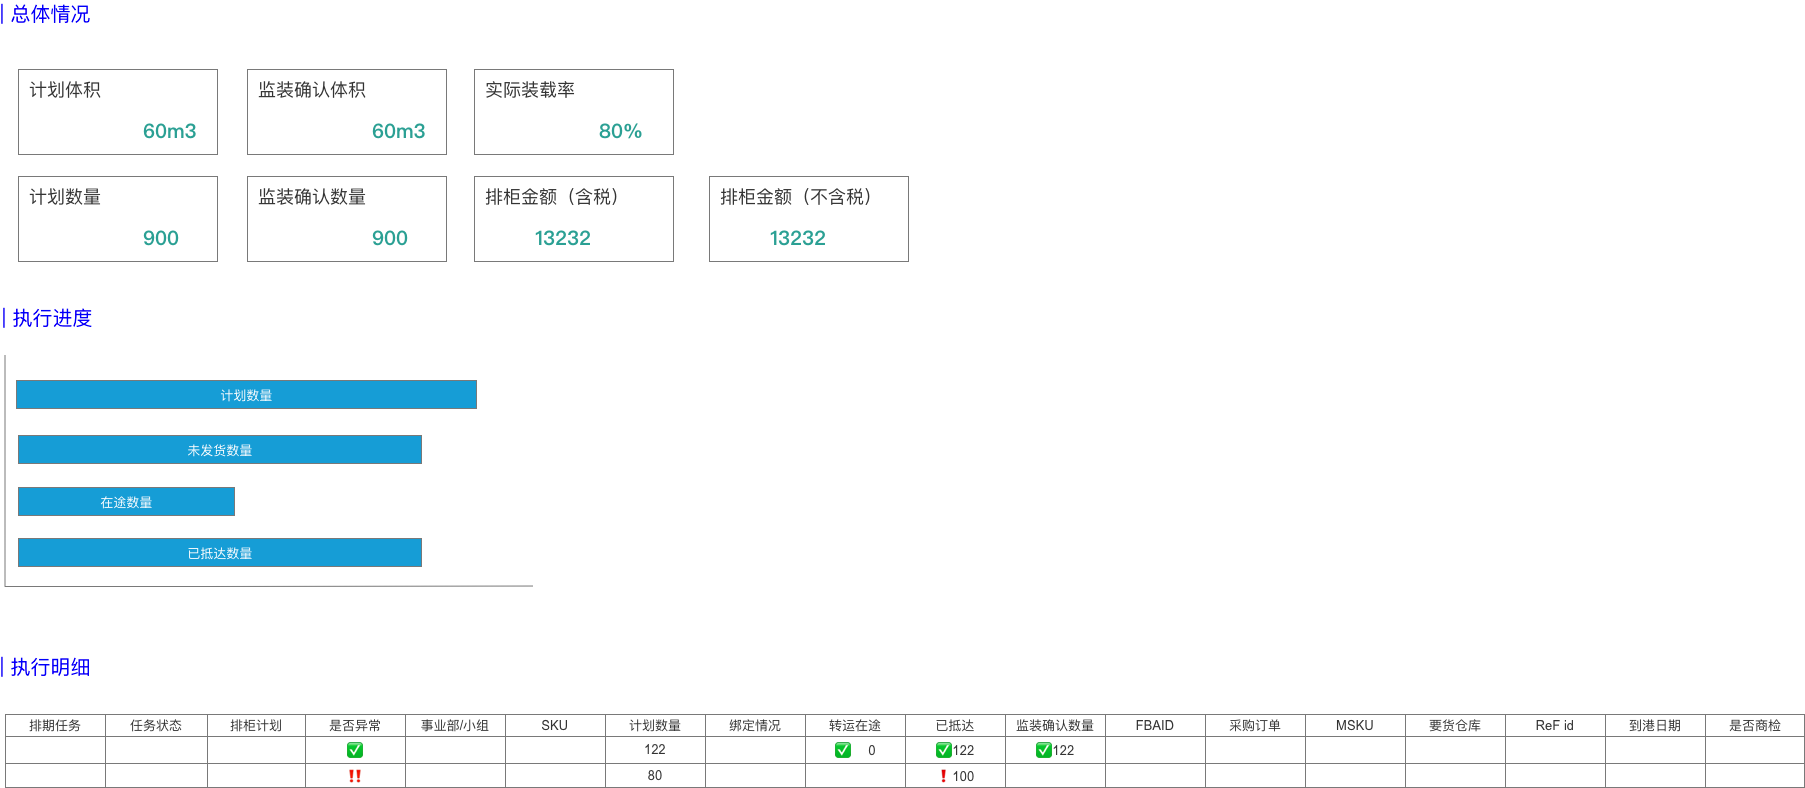 总体情况
计划体积 监装确认体积 实际装载率
60m3 60m3 80%
计划数量 监装确认数量 排柜金额（含税） 排柜金额（不含税）
900 900 13232 13232
执行进度
计划数量
未发货数量
在途数量
已抵达数量
执行明细
排期任务 任务状态 排柜计划 是否异常 事业部/小组 SKU 计划数量 绑定情况 转运在途 已抵达 监装确认数量 FBAID 采购订单 MSKU 要货仓库 ReF id 到港日期 是否商检
✅ 122 ✅ 0 ✅122 ✅122
‼ 80 ❗100